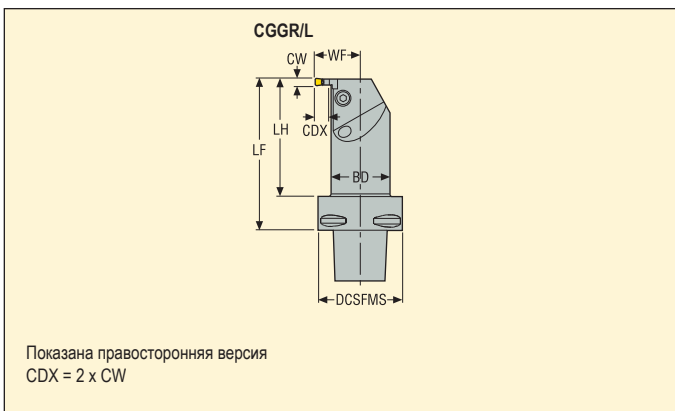 CGGR/L
CW
WF
CDX
LH
LF
BD
DCSFMS
Показана правосторонняя версия
CDX = 2 x CW